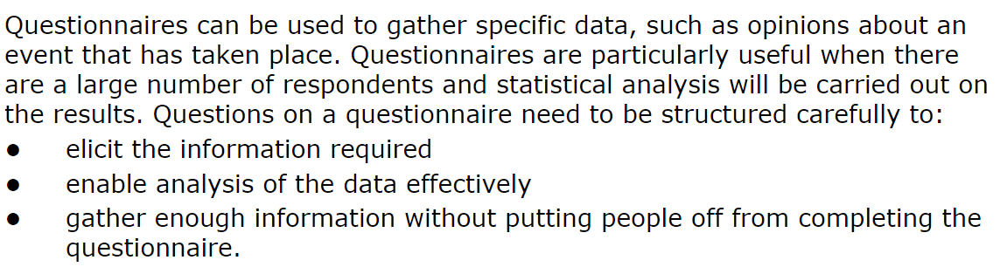 Questionnaires can be used to gather specific data, such as opinions about an
event that has taken place. Questionnaires are particularly useful when there
are a large number of respondents and statistical analysis will be carried out on
the results. Questions on a questionnaire need to be structured carefully to:
● elicit the information required
● enable analysis of the data effectively
● gather enough information without putting people off from completing the
questionnaire.